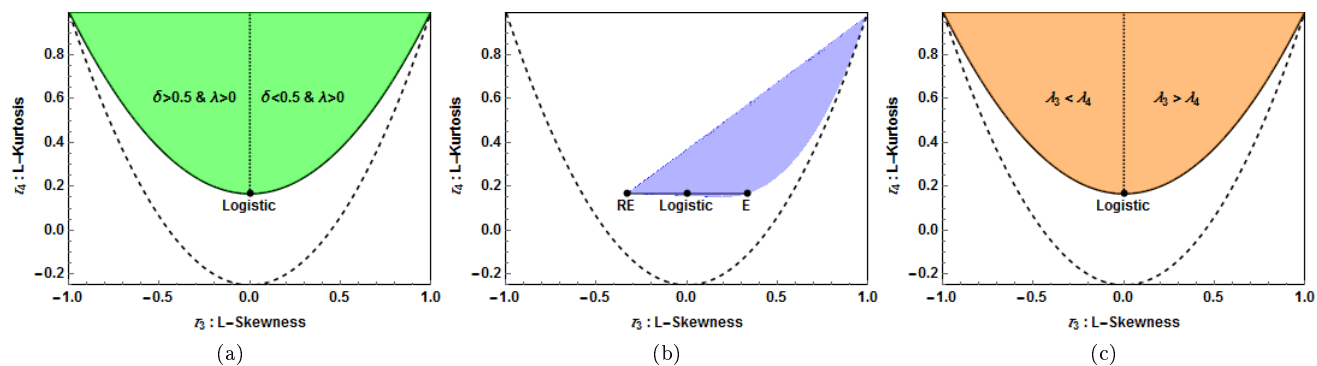 0.8
0.6
0.4
0.2
0.0
−0.2
τ4 : L−Kurtosis
δ>0.5 & λ>0 δ<0.5 & λ>0
Logistic
−1.0 −0.5 0.0 0.5 1.0
τ3 : L−Skewness
(a)
0.8
0.6
0.4
0.2
0.0
−0.2
τ4 : L−Kurtosis
RE Logistic E
−1.0 −0.5 0.0 0.5 1.0
τ3 : L−Skewness
(b)
0.8
0.6
0.4
0.2
0.0
−0.2
τ4 : L−Kurtosis
λ3 < λ4 λ3 > λ4
Logistic
−1.0 −0.5 0.0 0.5 1.0
τ3 : L−Skewness
(c)